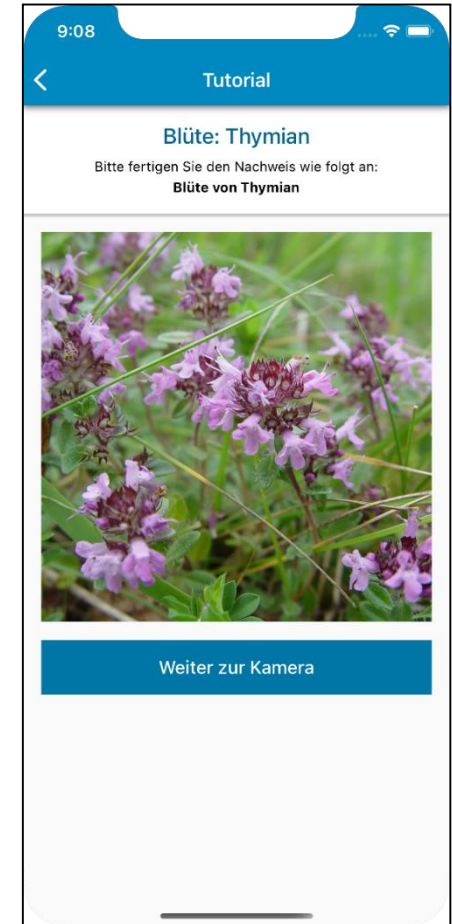 9:08
Tutorial
Blüte: Thymian
Bitte fertigen Sie den Nachweis wie folgt an:
Blüte von Thymian
Weiter zur Kamera